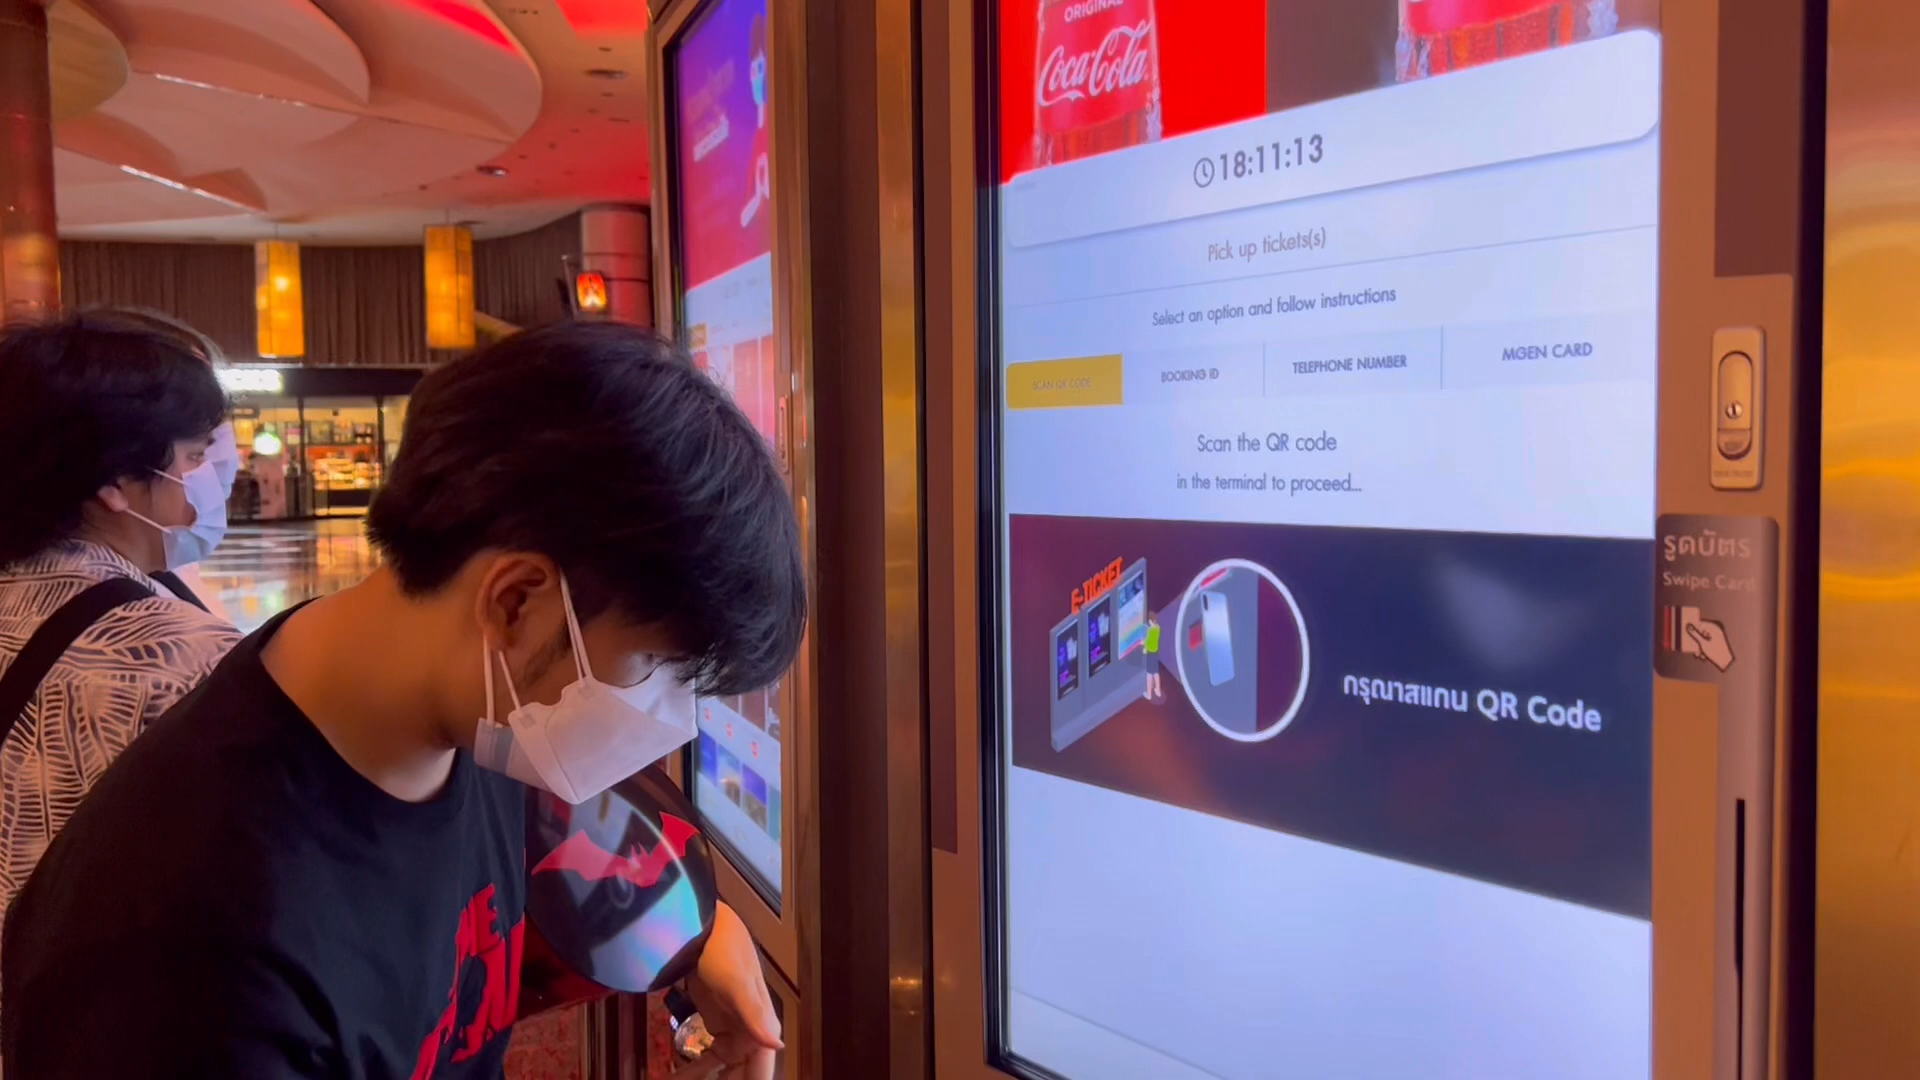 ORIGINAL
Coca-Cola
18:11:13
Pick up tickets(s)
Select an option and follow instructions
SCAN QR CODE
BOOKING ID
TELEPHONE NUMBER
MGEN CARD
Scan the QR code
in the terminal to proceed...
E-TICKET
กรุณาสแกน QR Code
รูดบัตร
Swipe Card